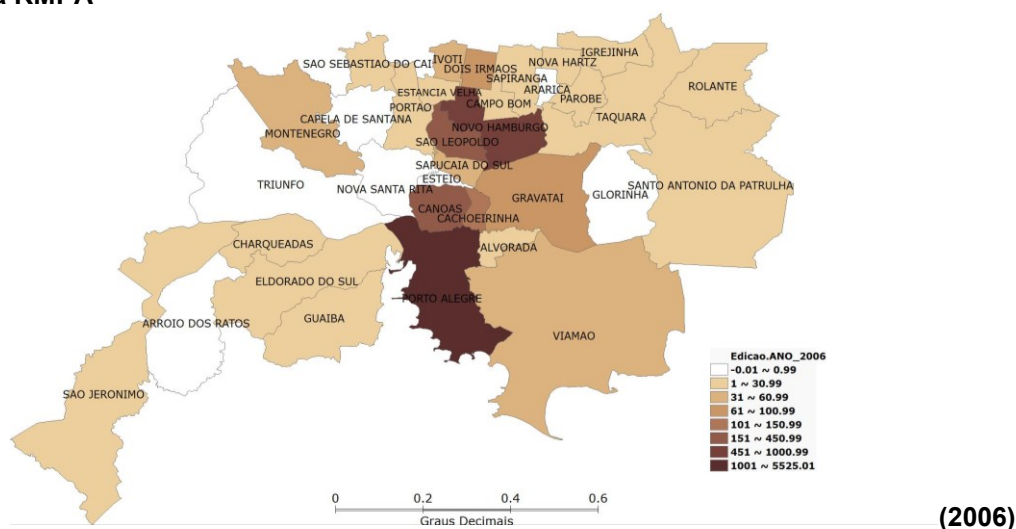 SAO SEBASTIAO DO CAI
IVOTI
DOIS IRMAOS
NOVA HARTZ
IGREJINHA
SAPIRANGA
ARARICA
ROLANTE
ESTANCIA VELHA
PAROBE
PORTAO
CAMPO BOM
CAPELA DE SANTANA
TAQUARA
NOVO HAMBURGO
MONTENEGRO
SAO LEOPOLDO
SAPUCAIA DO SUL
ESTEIO
TRIUNFO
NOVA SANTA RITA
SANTO ANTONIO DA PATRULHA
GLORINHA
GRAVATAI
CANOAS
CACHOEIRINHA
CHARQUEADAS
ALVORADA
ELDORADO DO SUL
PORTO ALEGRE
GUAIBA
ARROIO DOS RATOS
VIAMAO
SAO JERONIMO
Edicao.ANO_2006
-0.01 ~ 0.99
1 ~ 30.99
31 ~ 60.99
61 ~ 100.99
101 ~ 150.99
151 ~ 450.99
451 ~ 1000.99
1001 ~ 5525.01
0 0.2 0.4 0.6
Graus Decimais
(2006)